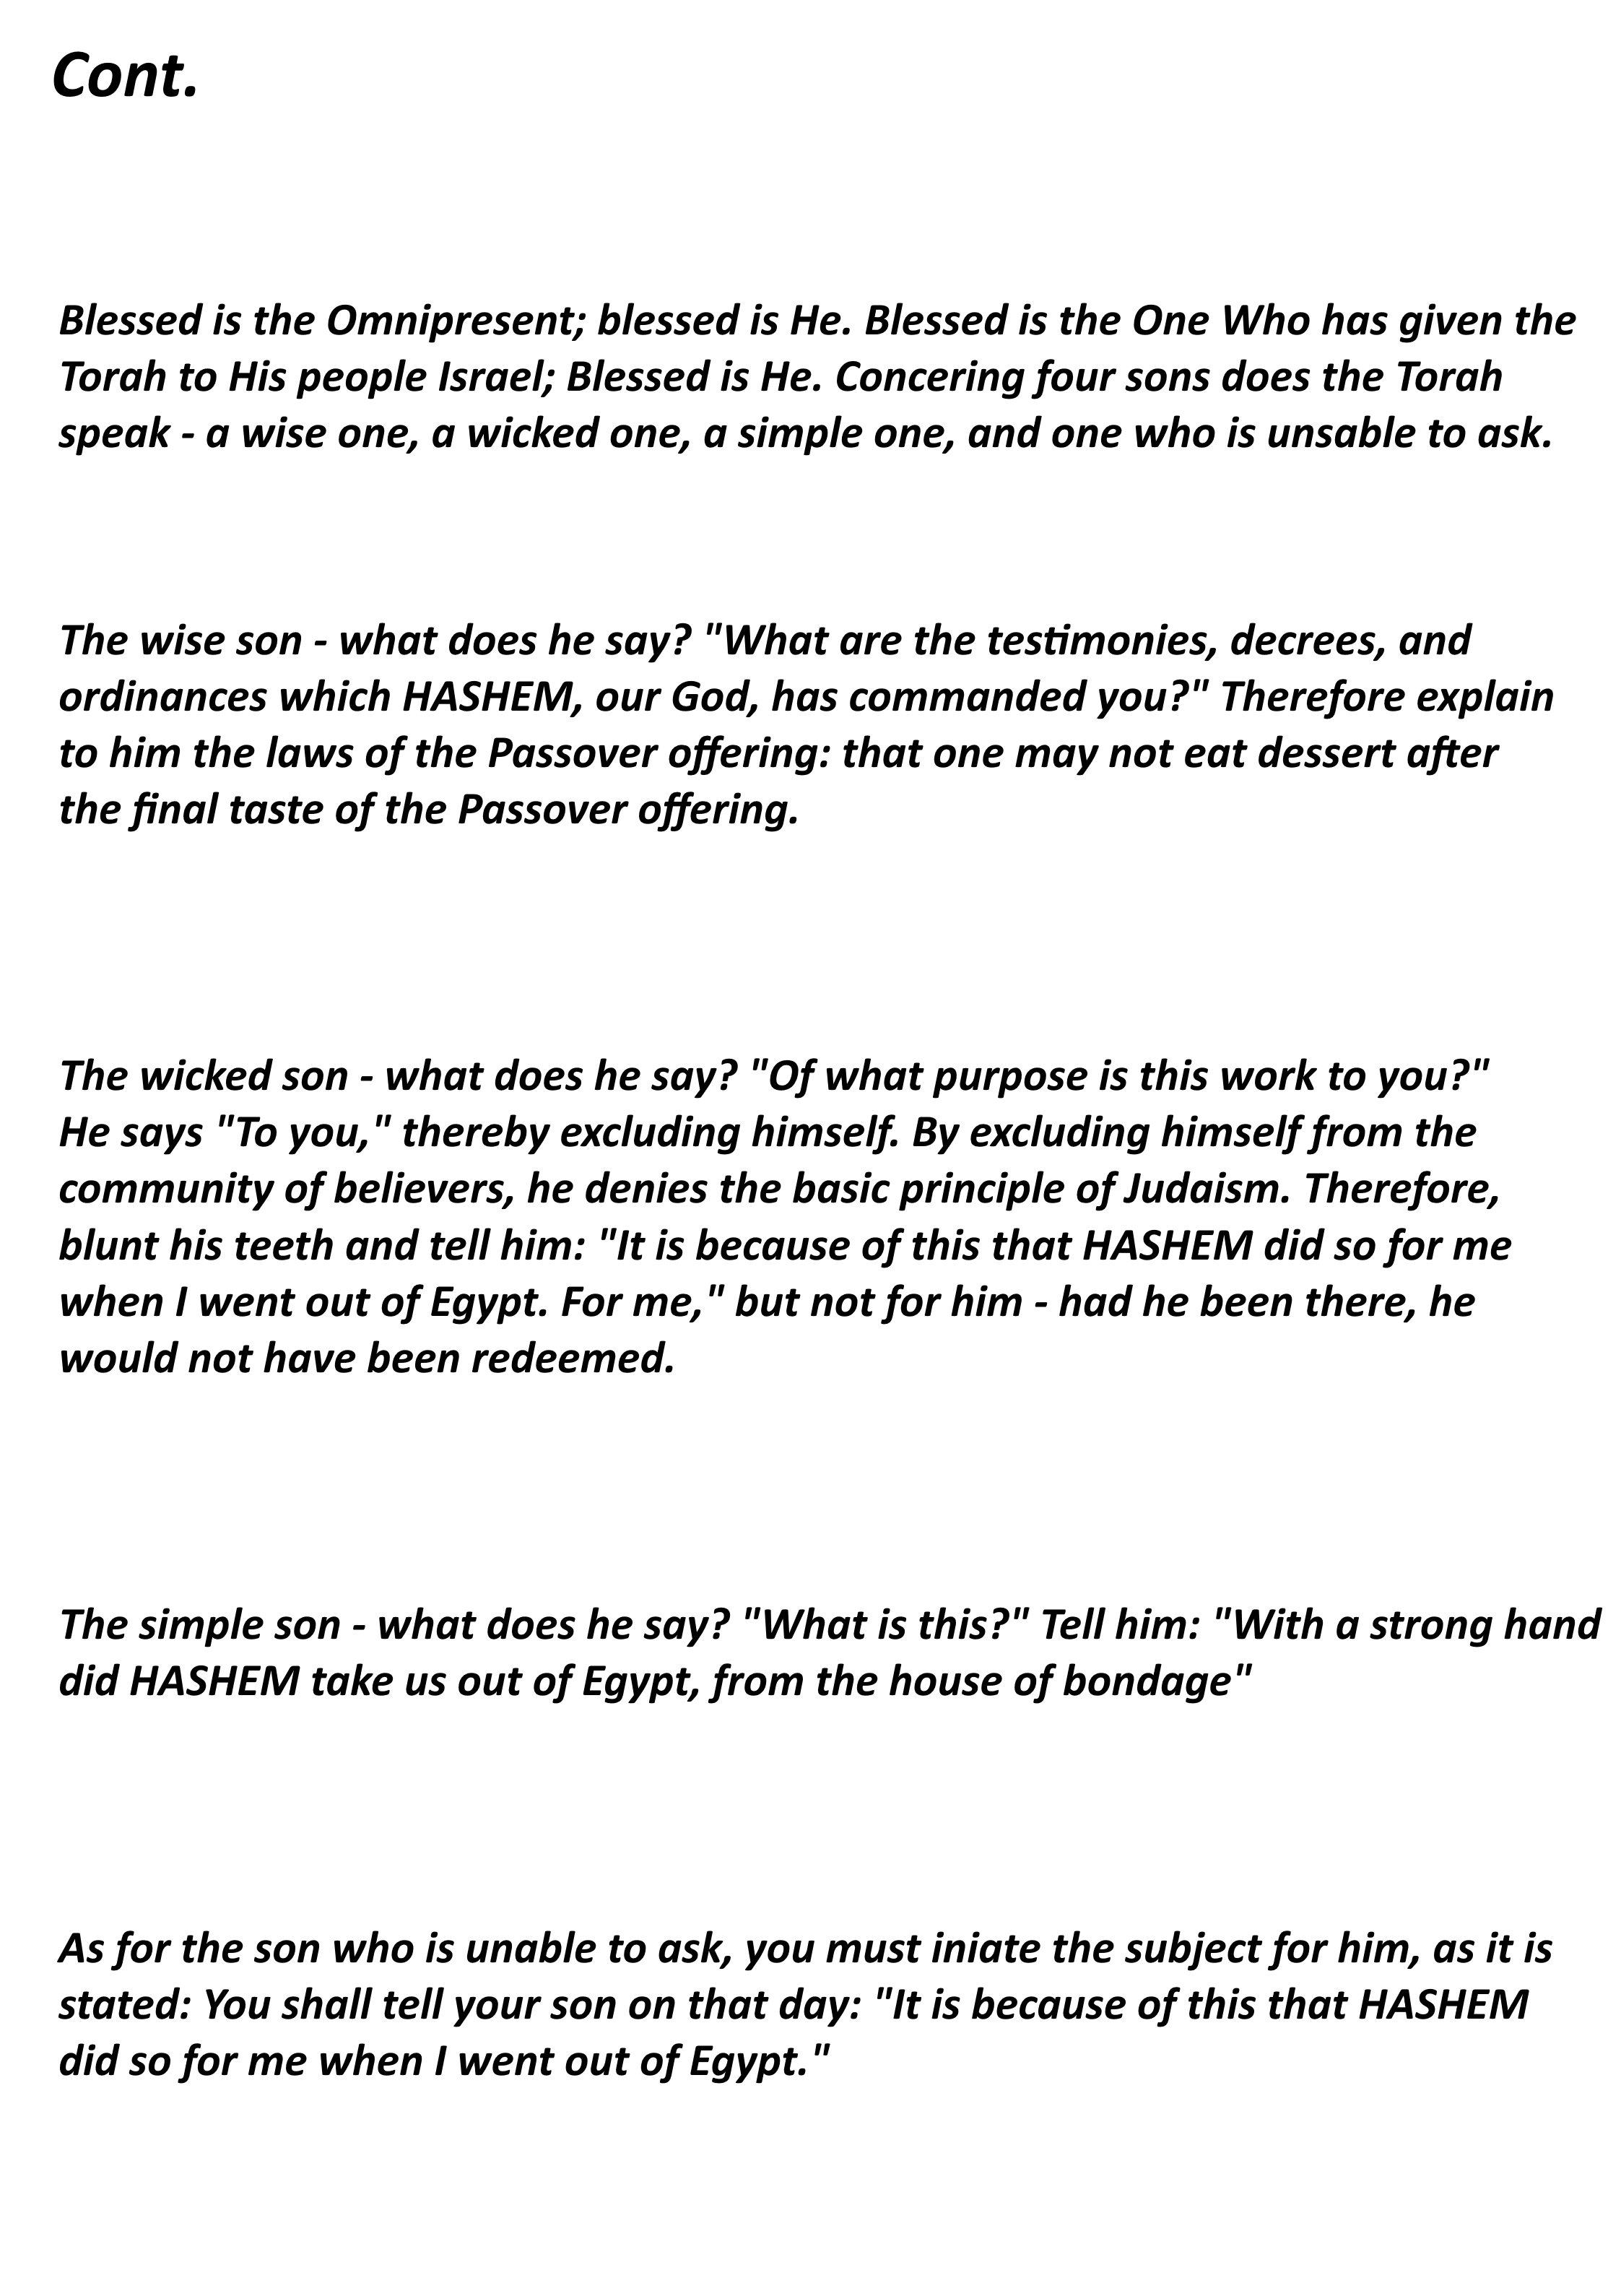 Cont.
Blessed is the Omnipresent; blessed is He. Blessed is the One Who has given the
Torah to His people Israel; Blessed is He. Concering four sons does the Torah
speak - a wise one, a wicked one, a simple one, and one who is unsable to ask.
The wise son - what does he say? "What are the testimonies, decrees, and
ordinances which HASHEM, our God, has commanded you?" Therefore explain
to him the laws of the Passover offering: that one may not eat dessert after
the final taste of the Passover offering.
The wicked son - what does he say? "Of what purpose is this work to you?"
He says "To you," thereby excluding himself. By excluding himself from the
community of believers, he denies the basic principle of Judaism. Therefore,
blunt his teeth and tell him: "It is because of this that HASHEM did so for me
when I went out of Egypt. For me," but not for him - had he been there, he
would not have been redeemed.
The simple son - what does he say? "What is this?" Tell him: "With a strong hand
did HASHEM take us out of Egypt, from the house of bondage"
As for the son who is unable to ask, you must iniate the subject for him, as it is
stated: You shall tell your son on that day: "It is because of this that HASHEM
did so for me when I went out of Egypt."